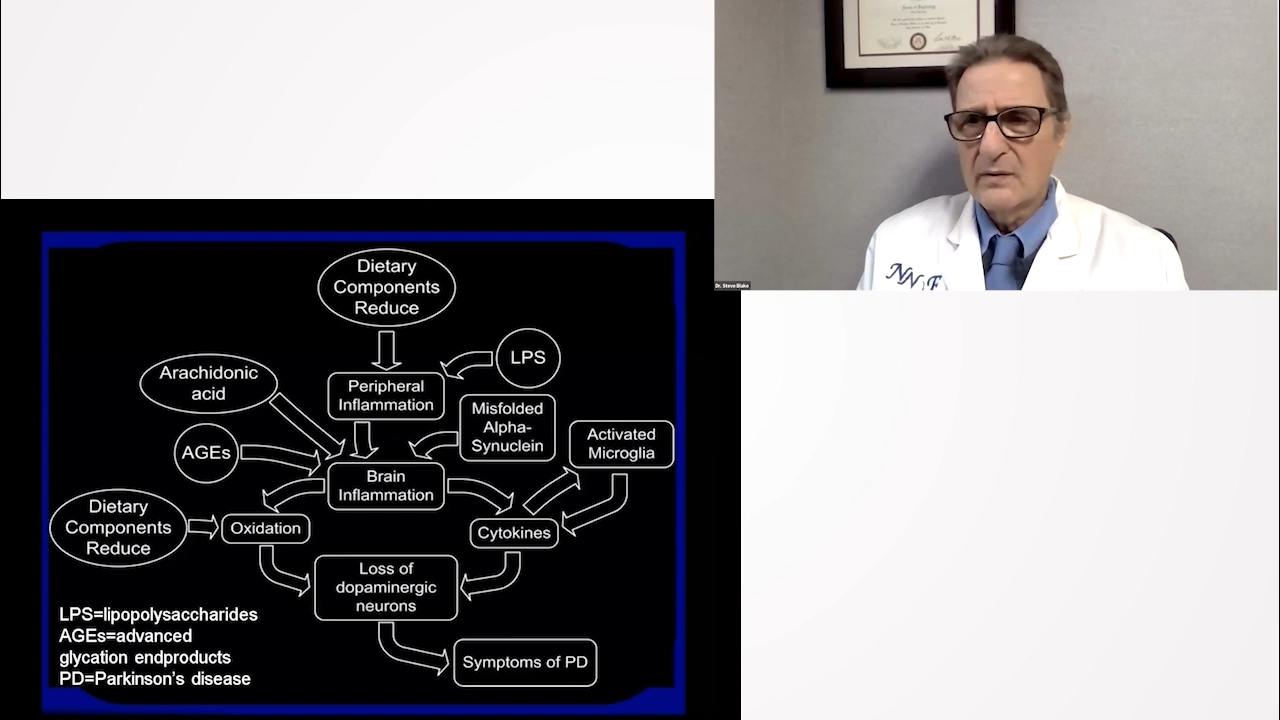 Dr. Steve Blake
Dietary
Components
Reduce
LPS
Arachidonic
acid
Peripheral
Inflammation
Misfolded
Alpha-
Synuclein
Activated
Microglia
AGEs
Brain
Inflammation
Dietary
Components
Reduce
Oxidation
Cytokines
Loss of
dopaminergic
neurons
Symptoms of PD
LPS=lipopolysaccharides
AGEs=advanced
glycation endproducts
PD=Parkinson's disease